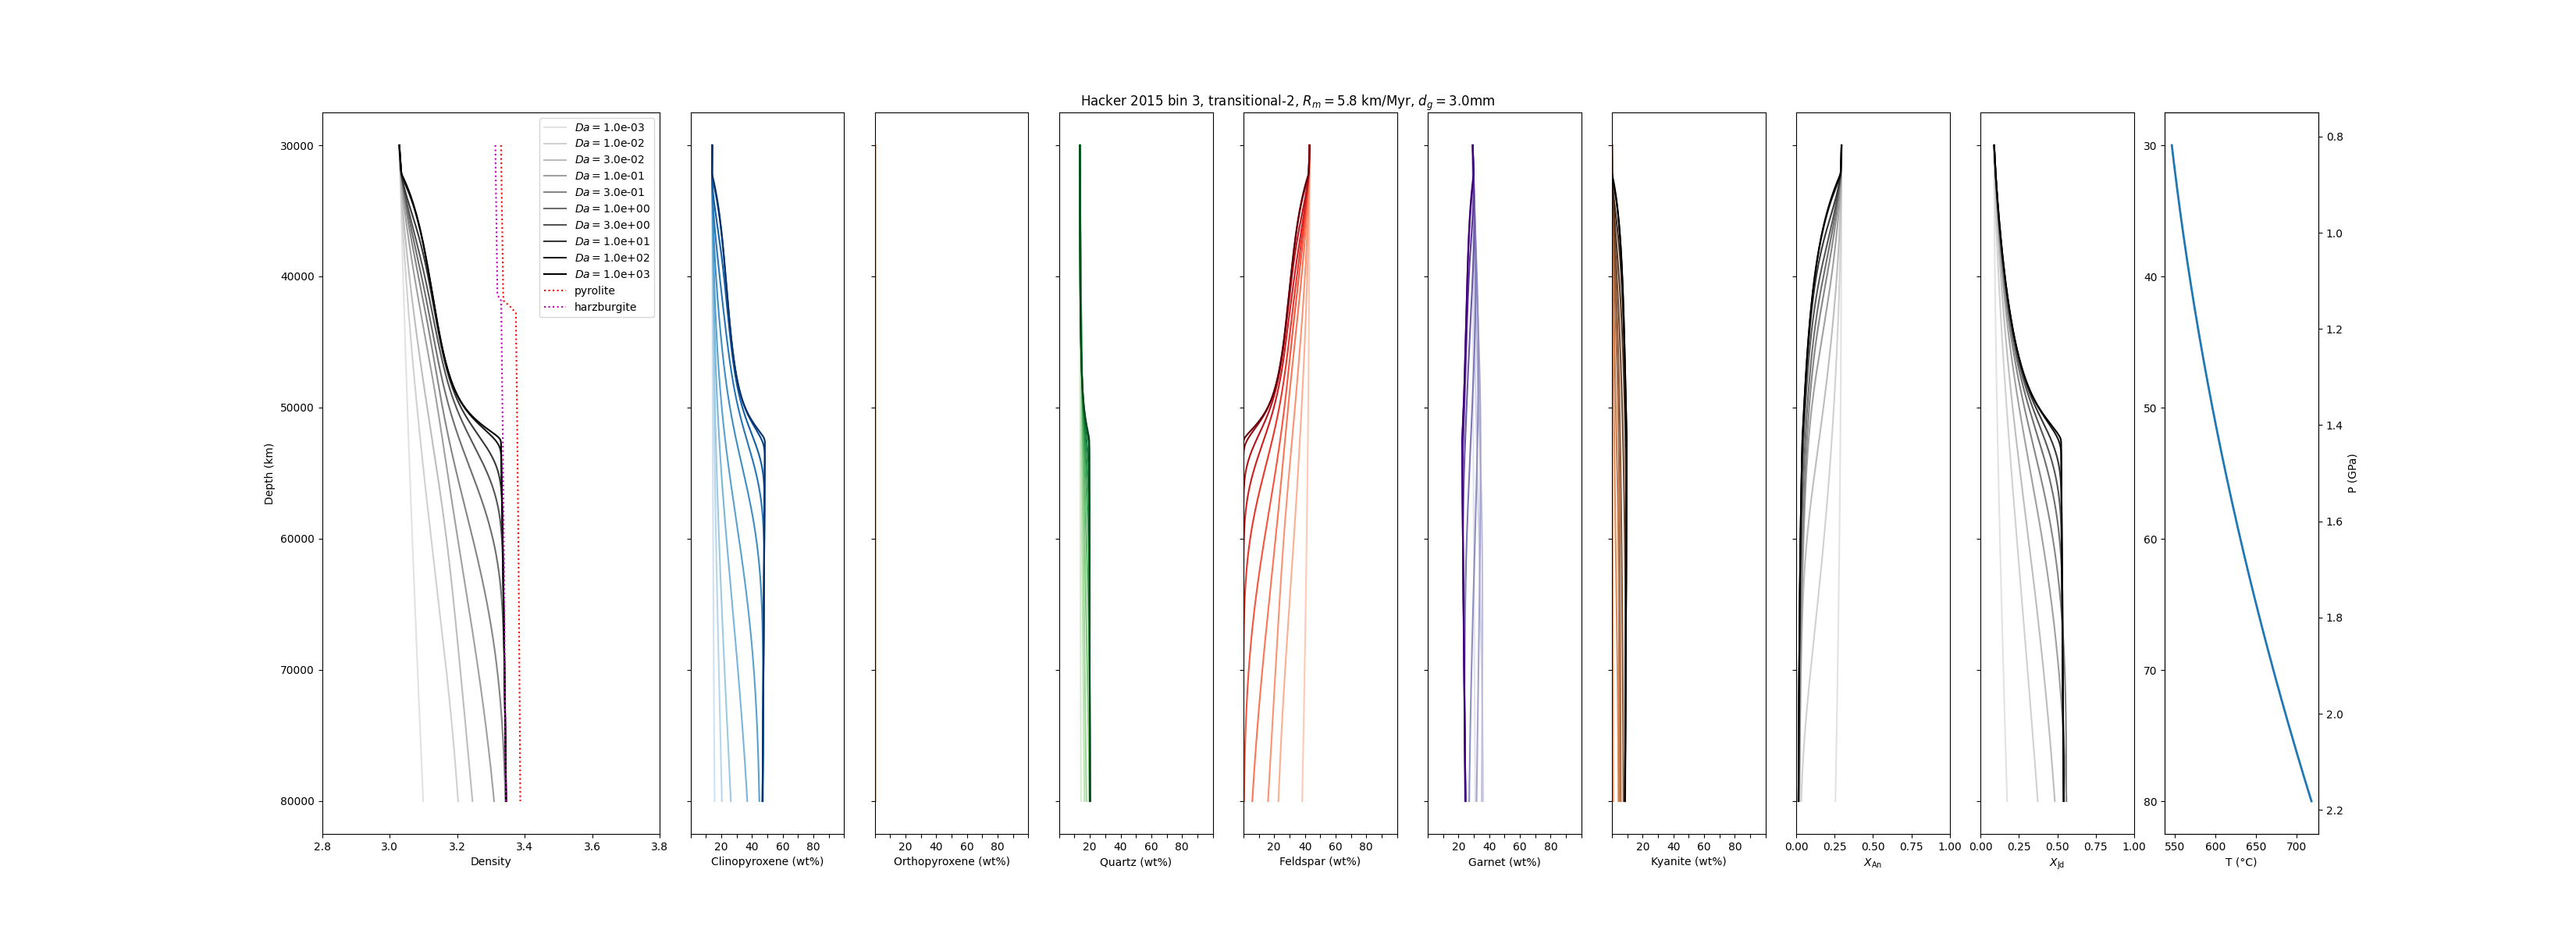 Hacker 2015 bin 3, transitional-2, R_m = 5.8 km/Myr, d_g = 3.0mm
Da = 1.0e-03
Da = 1.0e-02
Da = 3.0e-02
Da = 1.0e-01
Da = 3.0e-01
Da = 1.0e+00
Da = 3.0e+00
Da = 1.0e+01
Da = 1.0e+02
Da = 1.0e+03
pyrolite
harzburgite
Depth (km)
30000
40000
50000
60000
70000
80000
2.8 3.0 3.2 3.4 3.6 3.8
Density
20 40 60 80
Clinopyroxene (wt%)
20 40 60 80
Orthopyroxene (wt%)
20 40 60 80
Quartz (wt%)
20 40 60 80
Feldspar (wt%)
20 40 60 80
Garnet (wt%)
20 40 60 80
Kyanite (wt%)
0.00 0.25 0.50 0.75 1.00
X_An
0.00 0.25 0.50 0.75 1.00
X_Jd
30
40
50
60
70
80
550 600 650 700
T (°C)
0.8
1.0
1.2
1.4
1.6
1.8
2.0
2.2
P (GPa)